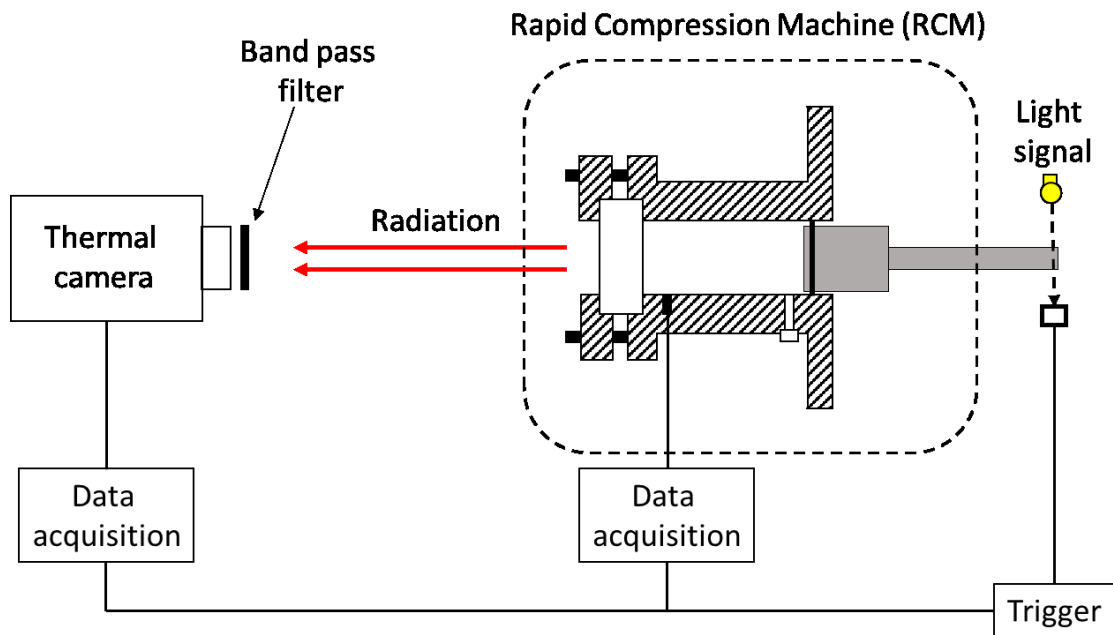 Rapid Compression Machine (RCM)
Band pass
filter
Light
signal
Radiation
Thermal
camera
Data
acquisition
Data
acquisition
Trigger